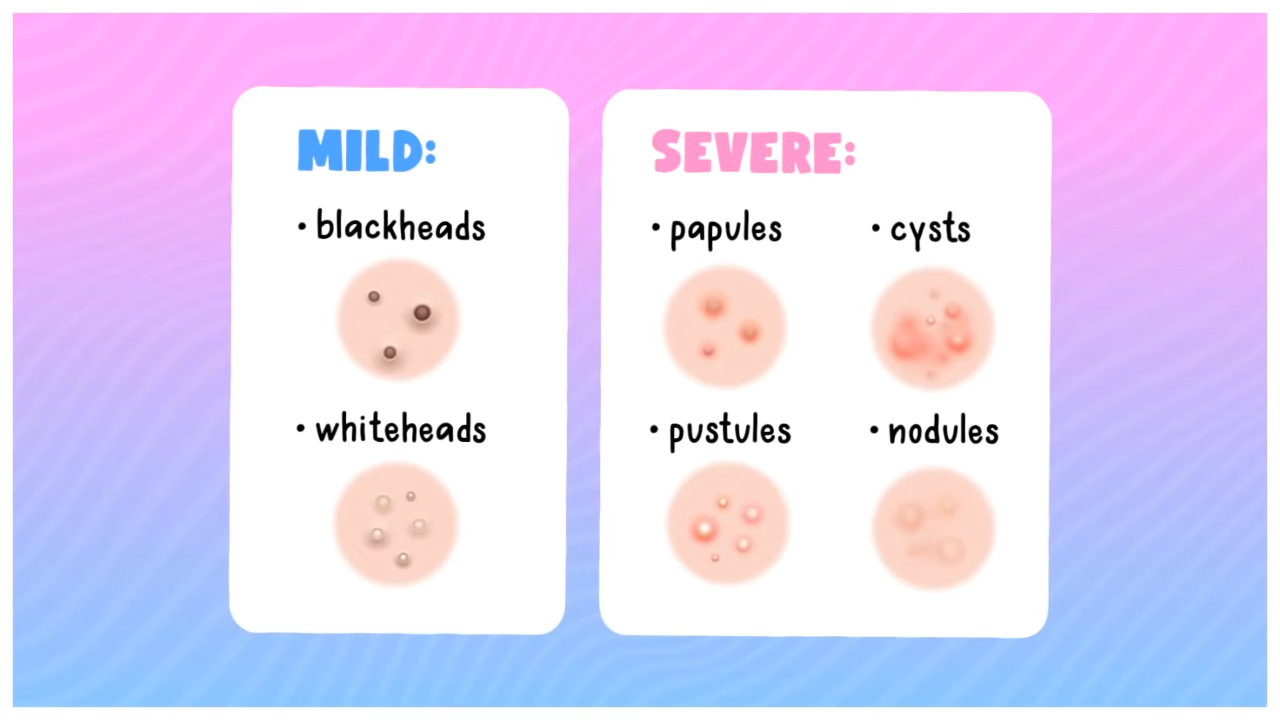 MILD:
• blackheads
• whiteheads
SEVERE:
• papules
• cysts
• pustules
• nodules